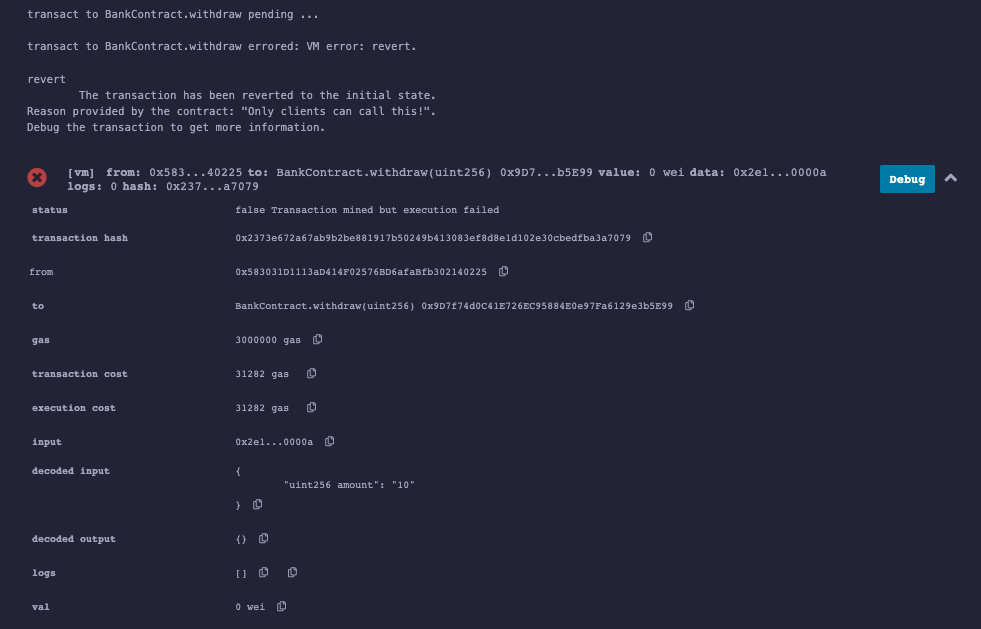 transact to BankContract.withdraw pending ...
transact to BankContract.withdraw errored: VM error: revert.
revert
The transaction has been reverted to the initial state.
Reason provided by the contract: "Only clients can call this!".
Debug the transaction to get more information.
[vm] from: 0x583...40225 to: BankContract.withdraw(uint256) 0x9D7...b5E99 value: 0 wei data: 0x2e1...0000a
logs: 0 hash: 0x237...a7079
Debug
status false Transaction mined but execution failed
transaction hash 0x2373e672a67ab9b2be881917b50249b413083ef8d8e1d102e30cbedfba3a7079
from 0x583031D1113aD414F02576BD6afaBfb302140225
to BankContract.withdraw(uint256) 0x9D7f74d0C41E726EC95884E0e97Fa6129e3b5E99
gas 3000000 gas
transaction cost 31282 gas
execution cost 31282 gas
input 0x2e1...0000a
decoded input {
"uint256 amount": "10"
}
decoded output {}
logs []
val 0 wei